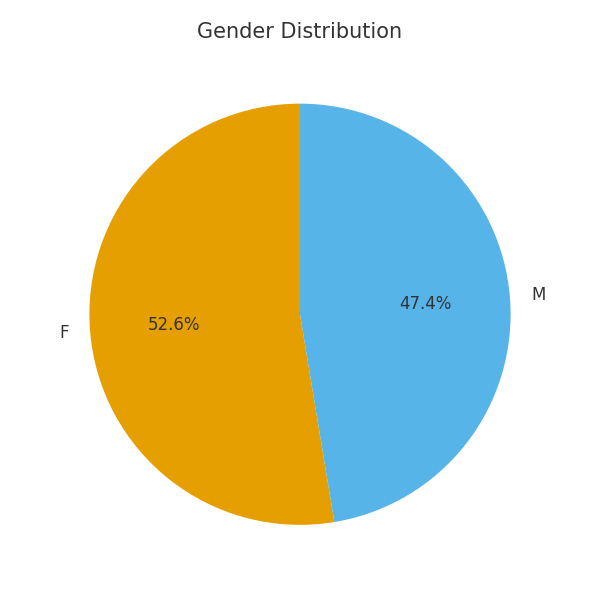 Gender Distribution
47.4%
M
52.6%
F